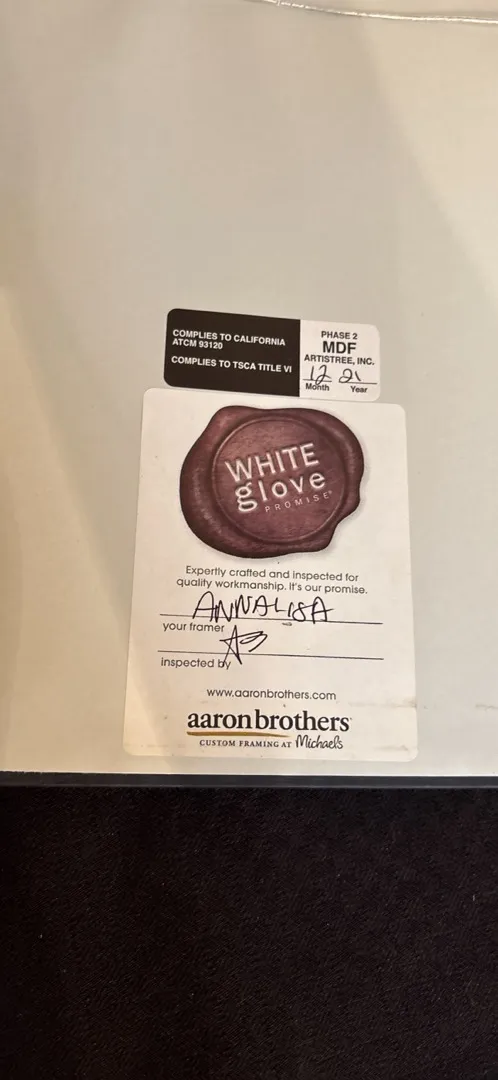 COMPLIES TO CALIFORNIA
ATCM 93120
COMPLIES TO TSCA TITLE VI
PHASE 2
MDF
ARTISTREE, INC.
12 21
Month Year
WHITE
glove
PROMISE
Expertly crafted and inspected for
quality workmanship. It's our promise.
ANNALISA
your framer
inspected by
www.aaronbrothers.com
aaronbrothers
CUSTOM FRAMING AT Michaels